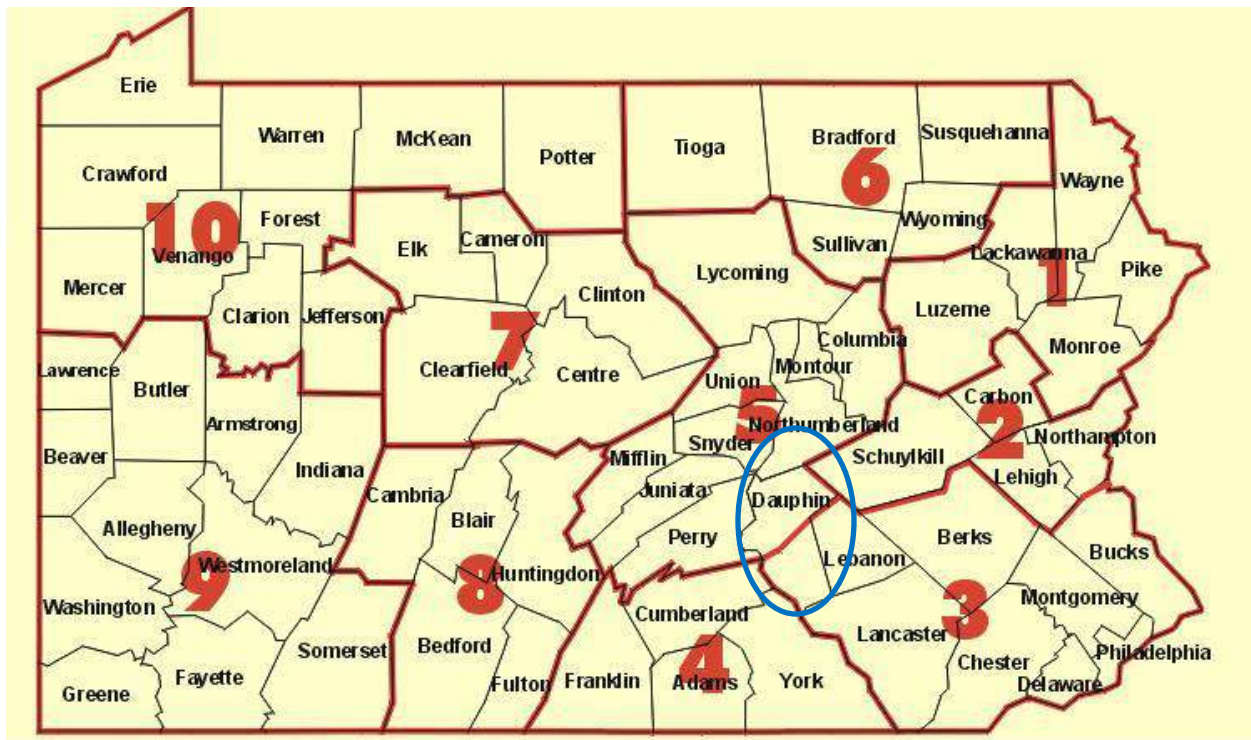 Erie
Warren
McKean
Potter
Tioga
Bradford
Susquehanna
Crawford
Wayne
6
10
Forest
Wyoming
Venango
Elk
Cameron
Sullivan
Lackawanna
1
Pike
Mercer
Lycoming
Clinton
Clarion
Jefferson
Luzerne
7
Columbia
Monroe
Lawrence
Butler
Clearfield
Centre
Union
Montour
Carbon
5
2
Armstrong
Northumberland
Northampton
Beaver
Indiana
Mifflin
Snyder
Schuylkill
Lehigh
Cambria
Juniata
Dauphin
Allegheny
Blair
Perry
Berks
Bucks
Westmoreland
9
Huntingdon
8
Lebanon
Washington
Cumberland
Montgomery
3
Lancaster
Somerset
Bedford
4
Chester
Philadelphia
Greene
Fayette
Fulton
Franklin
Adams
York
Delaware